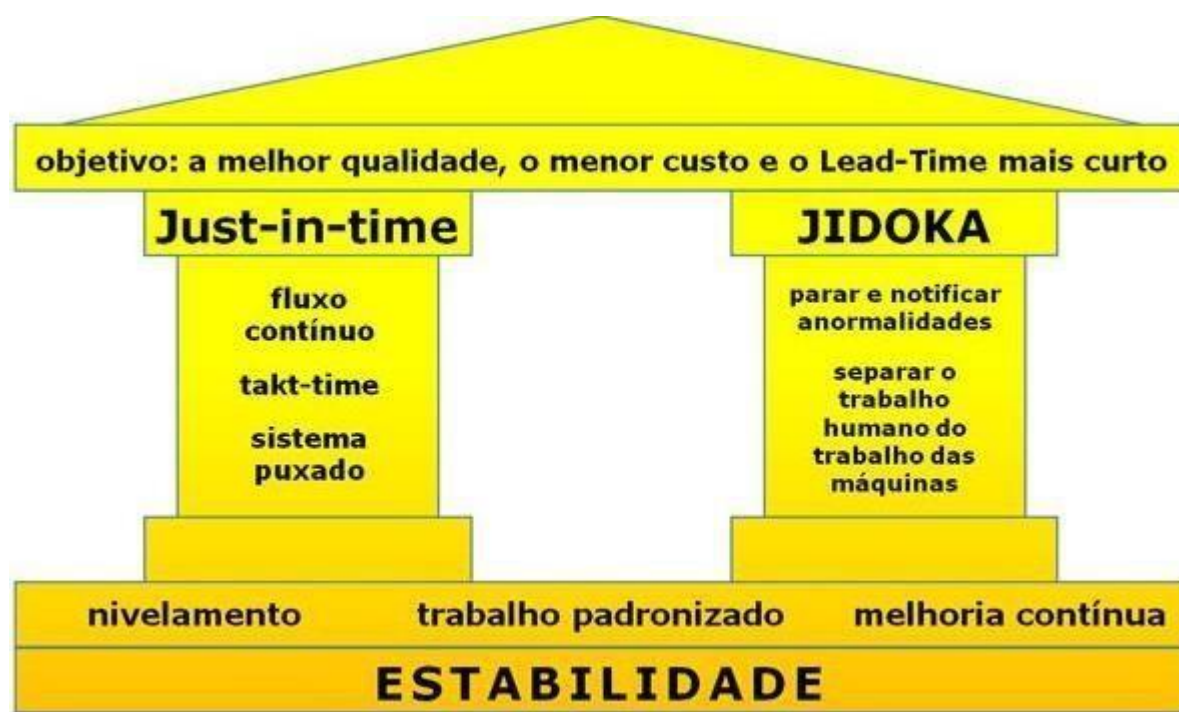 objetivo: a melhor qualidade, o menor custo e o Lead-Time mais curto
Just-in-time
fluxo
contínuo
takt-time
sistema
puxado
JIDOKA
parar e notificar
anormalidades
separar o
trabalho
humano do
trabalho das
máquinas
nivelamento trabalho padronizado melhoria contínua
ESTABILIDADE